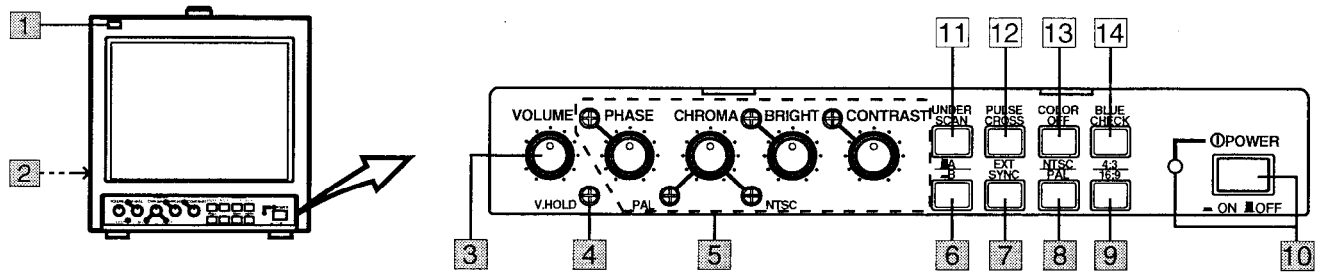 1
2
11 12 13 14
VOLUME PHASE CHROMA BRIGHT CONTRAST
UNDER SCAN
PULSE CROSS
COLOR OFF
BLUE CHECK
POWER
A
B
EXT SYNC
NTSC
PAL
4:3
16:9
V.HOLD PAL NTSC
ON OFF
3 4 5 6 7 8 9 10